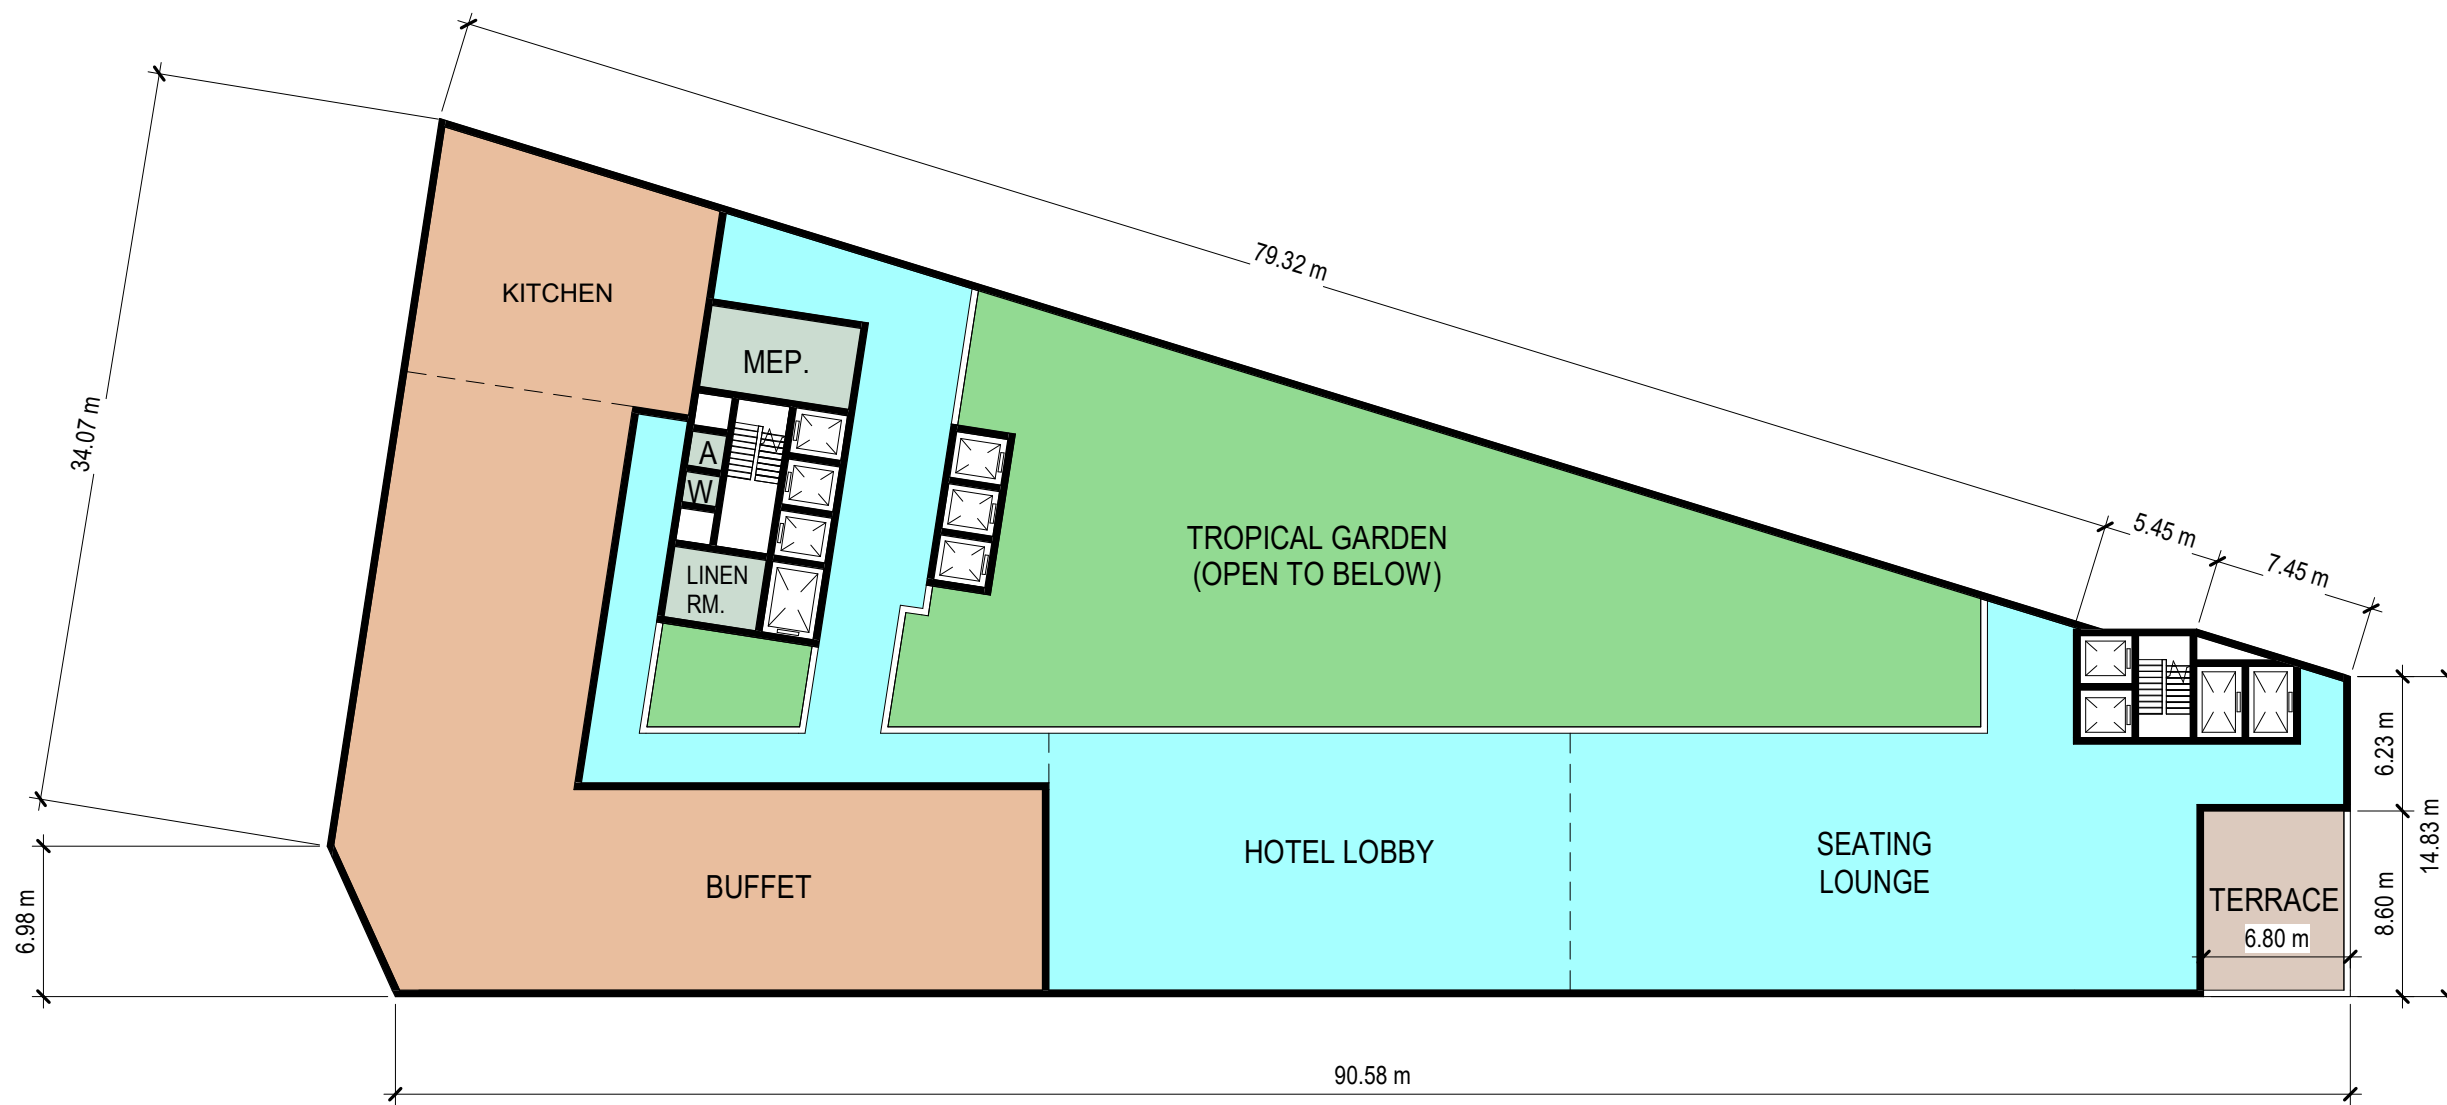 79.32 m
KITCHEN
MEP.
34.07 m
A
W
5.45 m
7.45 m
TROPICAL GARDEN
(OPEN TO BELOW)
LINEN
RM.
6.23 m
14.83 m
HOTEL LOBBY
SEATING
LOUNGE
BUFFET
TERRACE
6.80 m
8.60 m
6.98 m
90.58 m